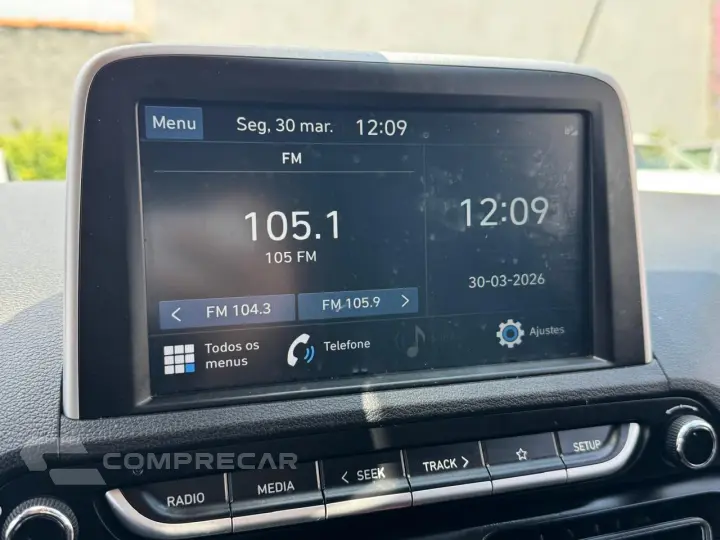 Menu Seg, 30 mar. 12:09
FM
105.1
105 FM
12:09
30-03-2026
< FM 104.3 FM 105.9 >
Todos os
menus
Telefone
Ajustes
RADIO MEDIA < SEEK TRACK > ☆ SETUP
COMPRECAR